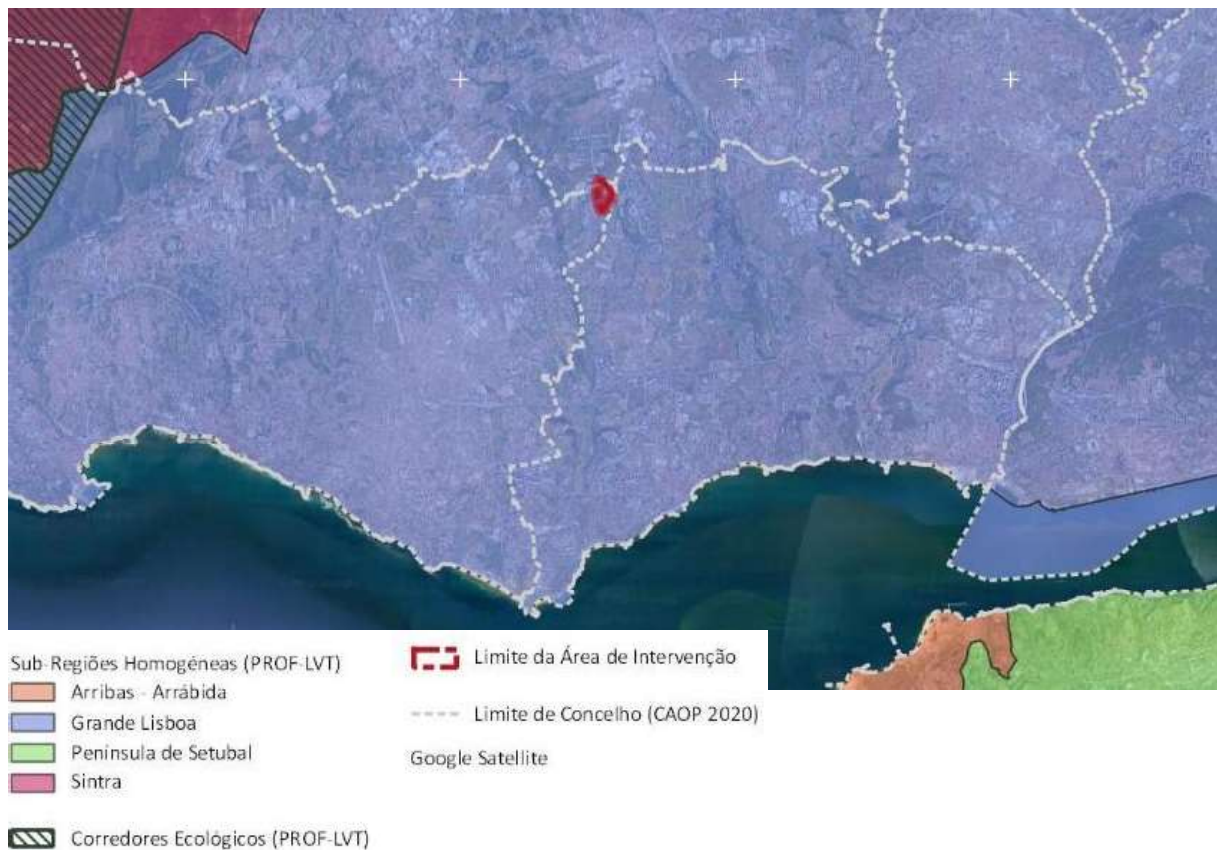 Sub-Regiões Homogéneas (PROF-LVT)
Arribas - Arrábida
Grande Lisboa
Península de Setubal
Sintra
Corredores Ecológicos (PROF-LVT)
Limite da Área de Intervenção
Limite de Concelho (CAOP 2020)
Google Satellite